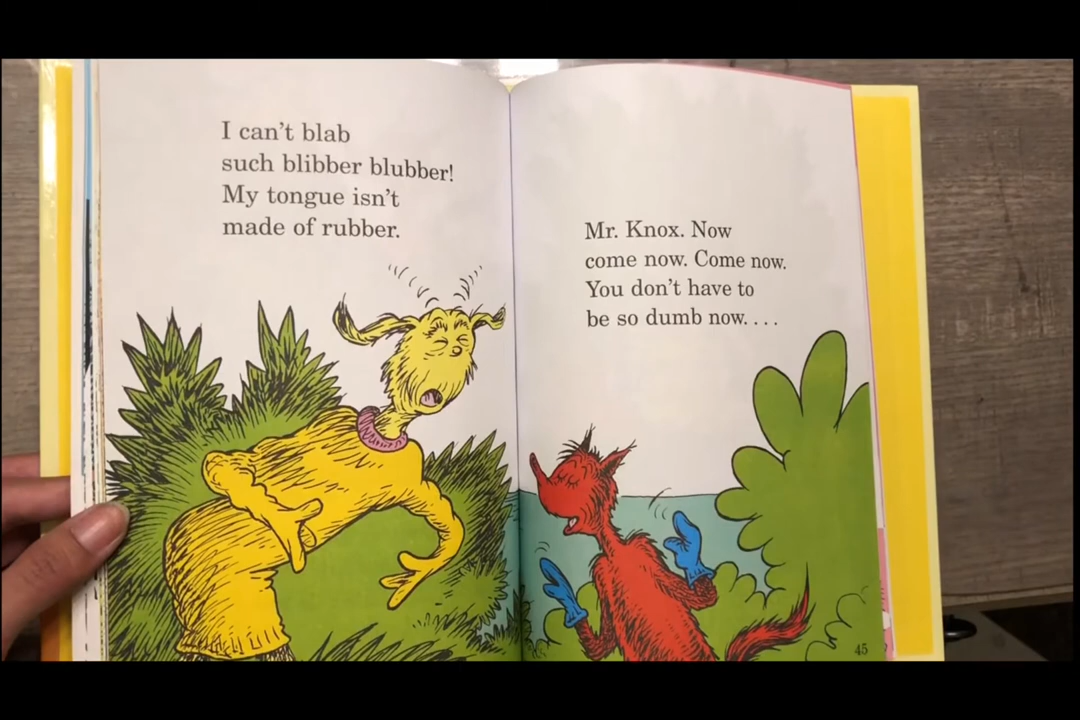 I can't blab
such blibber blubber!
My tongue isn't
made of rubber.
Mr. Knox. Now
come now. Come now.
You don't have to
be so dumb now....
45